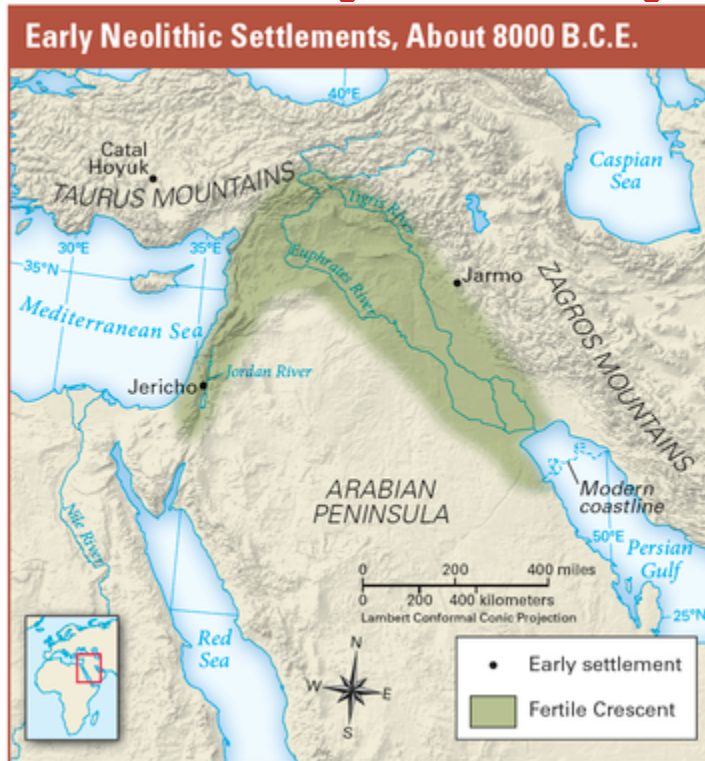 Early Neolithic Settlements, About 8000 B.C.E.
40°E
Catal
Hoyuk
TAURUS MOUNTAINS
Caspian
Sea
Tigris River
30°E
35°E
35°N
Euphrates River
Jarmo
ZAGROS MOUNTAINS
Mediterranean Sea
Jericho
Jordan River
ARABIAN
PENINSULA
Modern
coastline
Nile River
50°E
Persian
Gulf
0 200 400 miles
0 200 400 kilometers
Lambert Conformal Conic Projection
25°N
Red
Sea
N
W E
S
Early settlement
Fertile Crescent